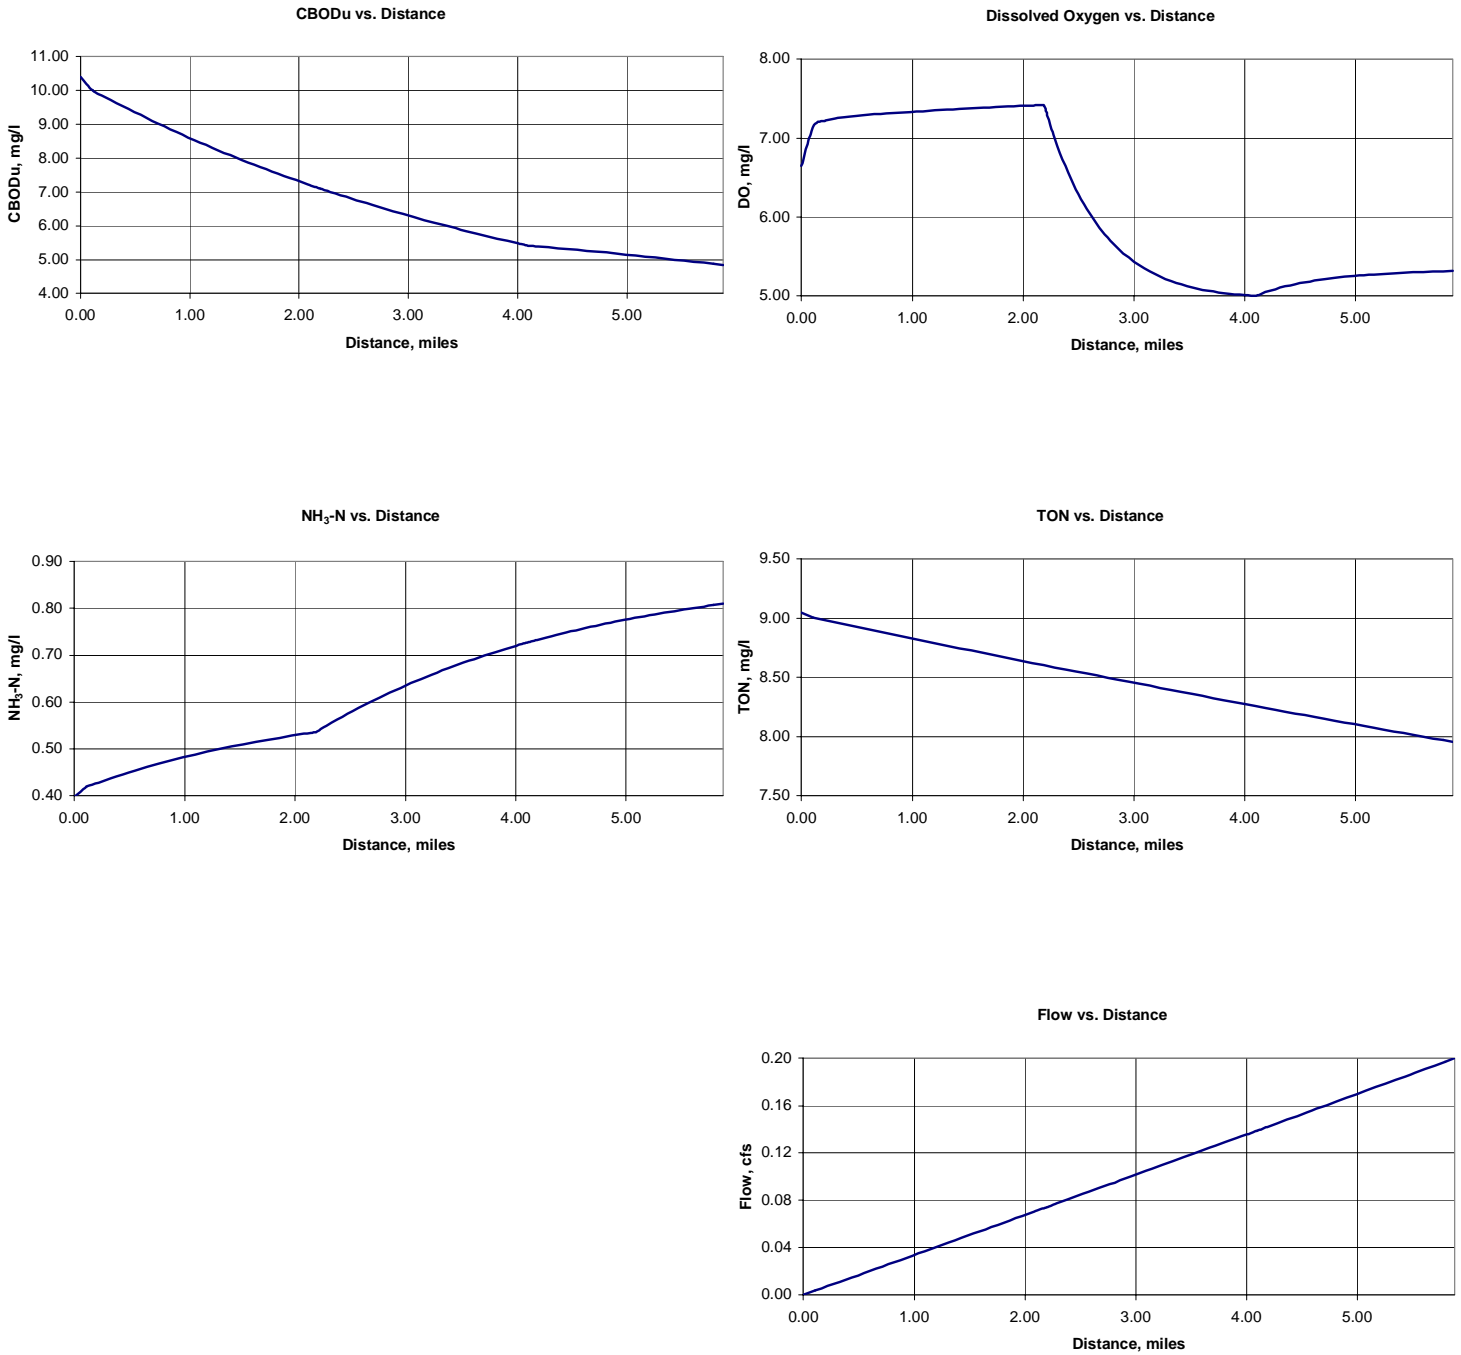 CBODu vs. Distance
11.00
10.00
9.00
8.00
7.00
6.00
5.00
4.00
CBODu, mg/l
0.00 1.00 2.00 3.00 4.00 5.00
Distance, miles
Dissolved Oxygen vs. Distance
8.00
7.00
6.00
5.00
DO, mg/l
0.00 1.00 2.00 3.00 4.00 5.00
Distance, miles
NH3-N vs. Distance
0.90
0.80
0.70
0.60
0.50
0.40
NH3-N, mg/l
0.00 1.00 2.00 3.00 4.00 5.00
Distance, miles
TON vs. Distance
9.50
9.00
8.50
8.00
7.50
TON, mg/l
0.00 1.00 2.00 3.00 4.00 5.00
Distance, miles
Flow vs. Distance
0.20
0.16
0.12
0.08
0.04
0.00
Flow, cfs
0.00 1.00 2.00 3.00 4.00 5.00
Distance, miles